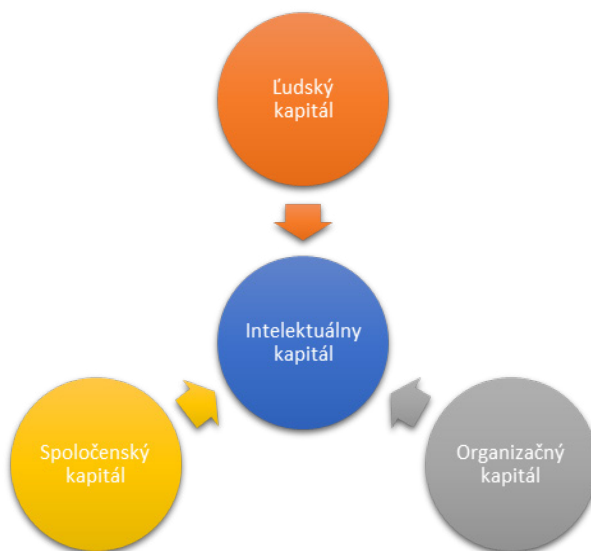 Ľudský
kapitál
Intelektuálny
kapitál
Spoločenský
kapitál
Organizačný
kapitál